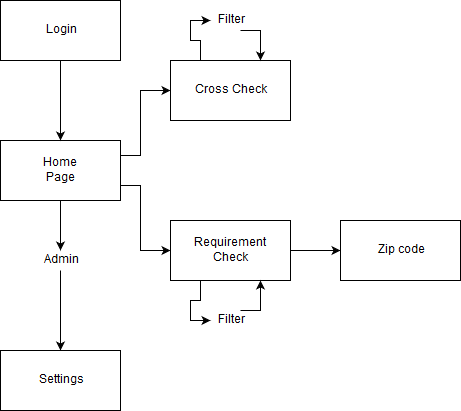 Login
Filter
Cross Check
Home
Page
Requirement
Check
Zip code
Admin
Filter
Settings